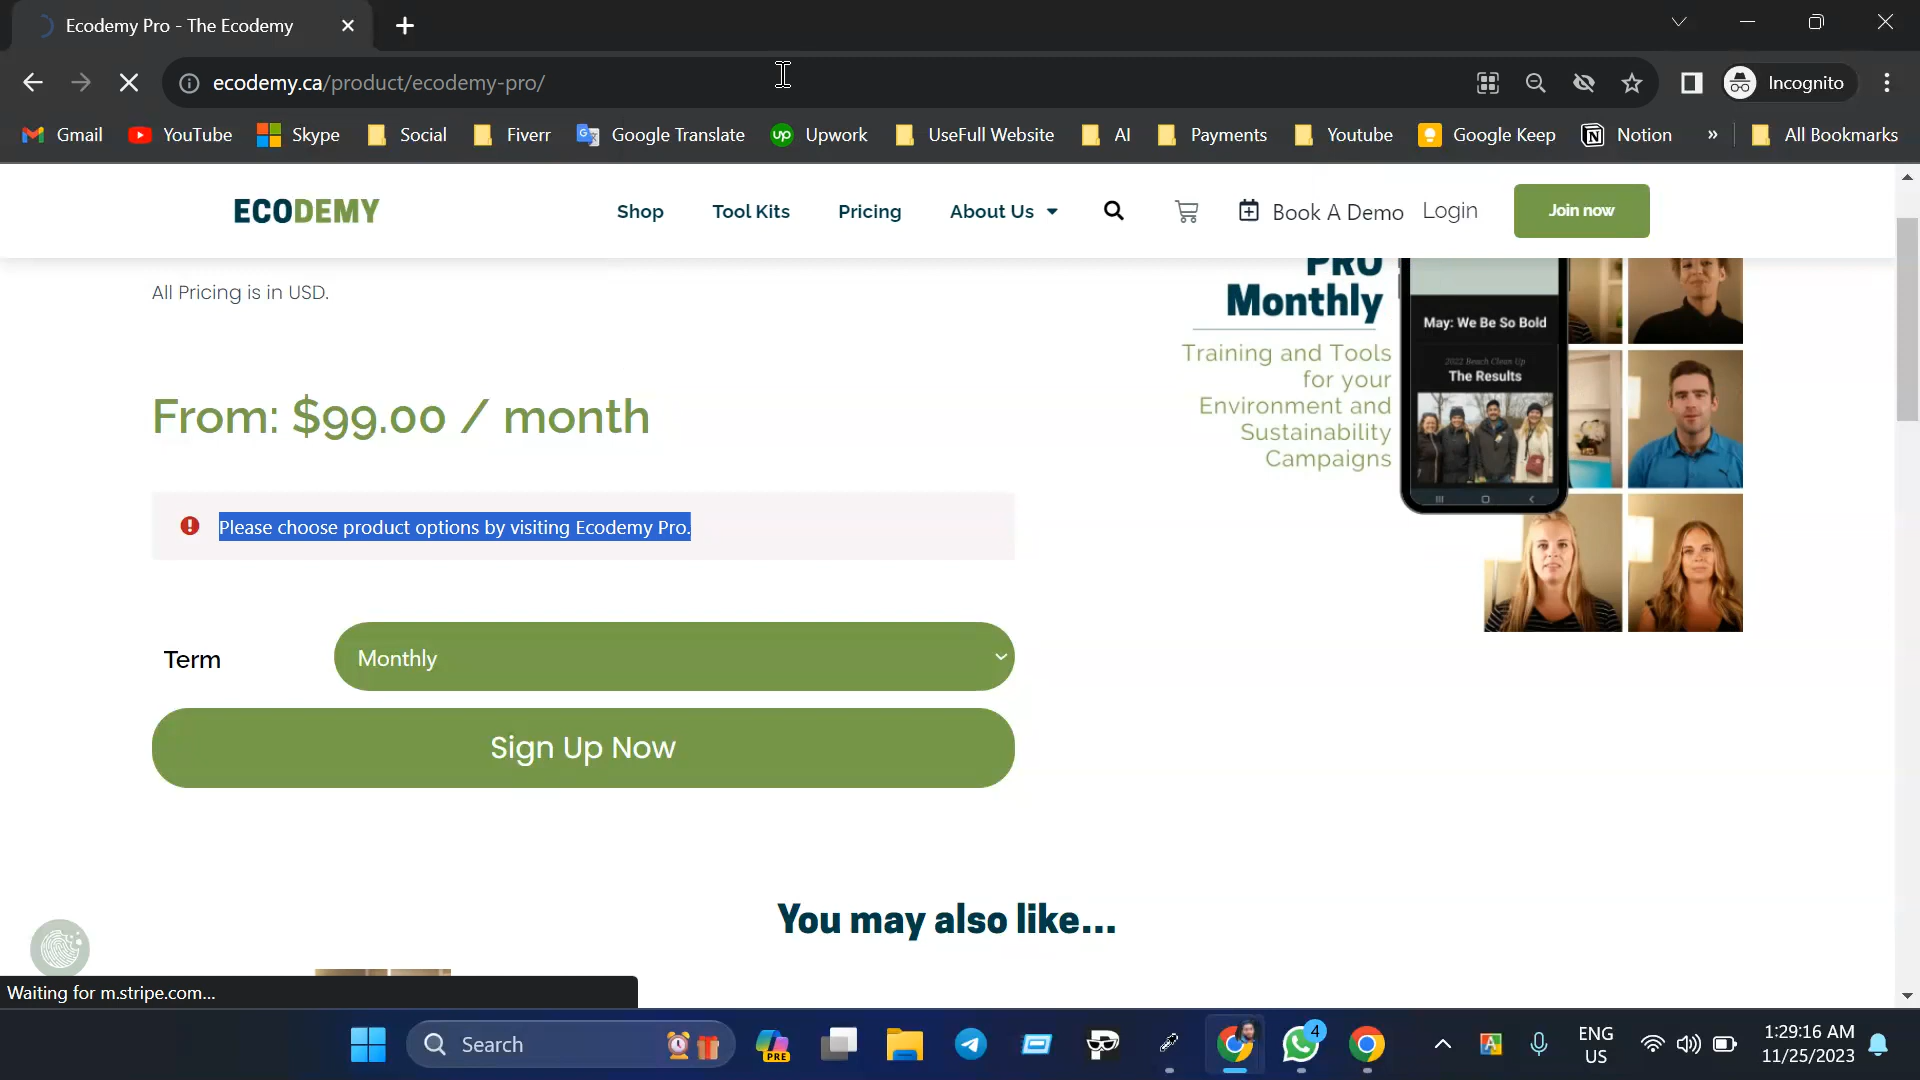 Ecodemy Pro - The Ecodemy
ecodemy.ca/product/ecodemy-pro/
Incognito
Gmail YouTube Skype Social Fiverr Google Translate Upwork UseFull Website AI Payments Youtube Google Keep Notion » All Bookmarks
ECODEMY Shop Tool Kits Pricing About Us Book A Demo Login Join now
All Pricing is in USD.
From: $99.00 / month
Please choose product options by visiting Ecodemy Pro.
Term Monthly
Sign Up Now
PRO
Monthly
Training and Tools
for your
Environment and
Sustainability
Campaigns
May: We Be So Bold
2022 Beach Clean Up
The Results
You may also like...
Waiting for m.stripe.com...
Search
PRE
4
ENG
US
1:29:16 AM
11/25/2023